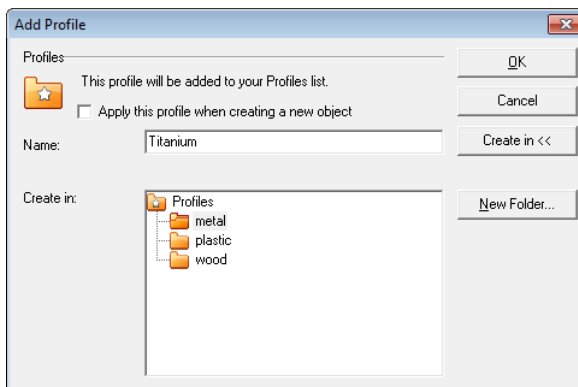 Add Profile
Profiles
This profile will be added to your Profiles list.
Apply this profile when creating a new object
Name:
Titanium
Create in:
Profiles
metal
plastic
wood
OK
Cancel
Create in <<
New Folder...